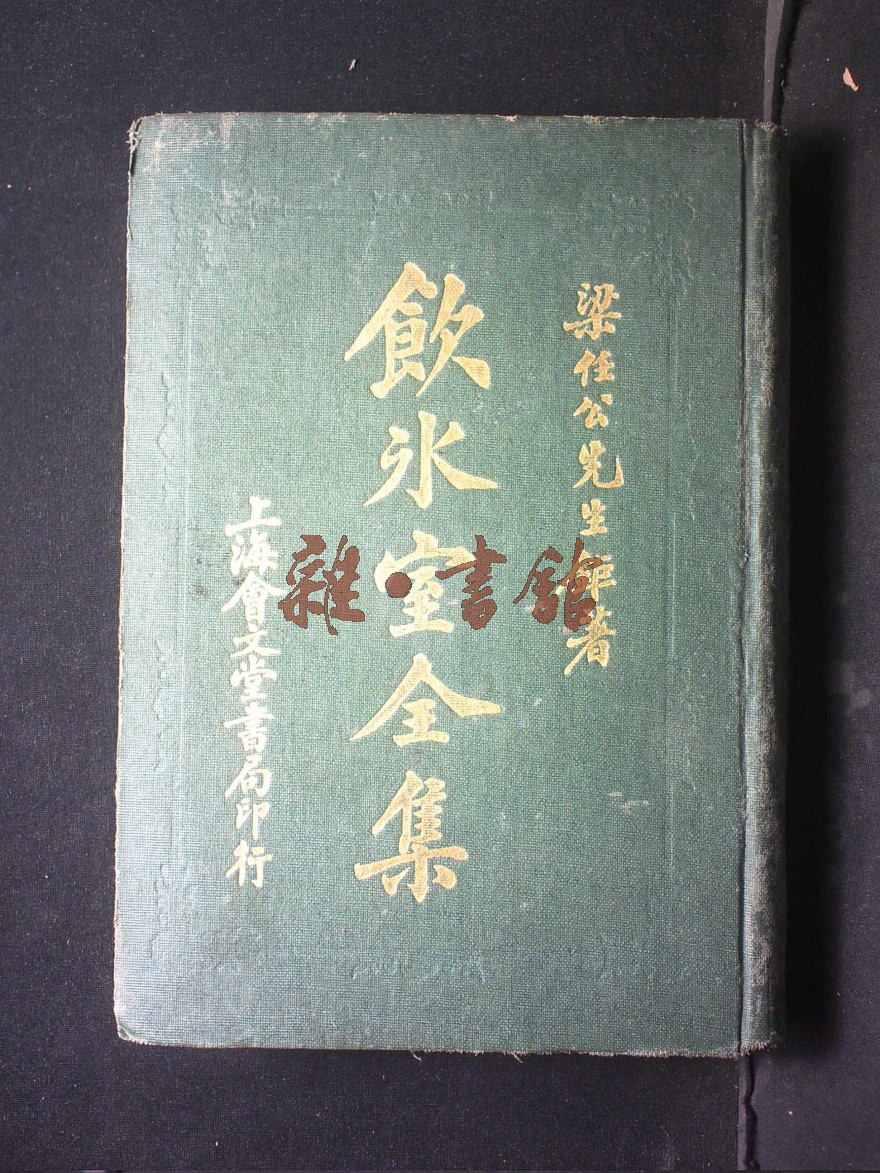 梁任公先生著
飲氷室全集
上海會文堂書局印行
雜·書館